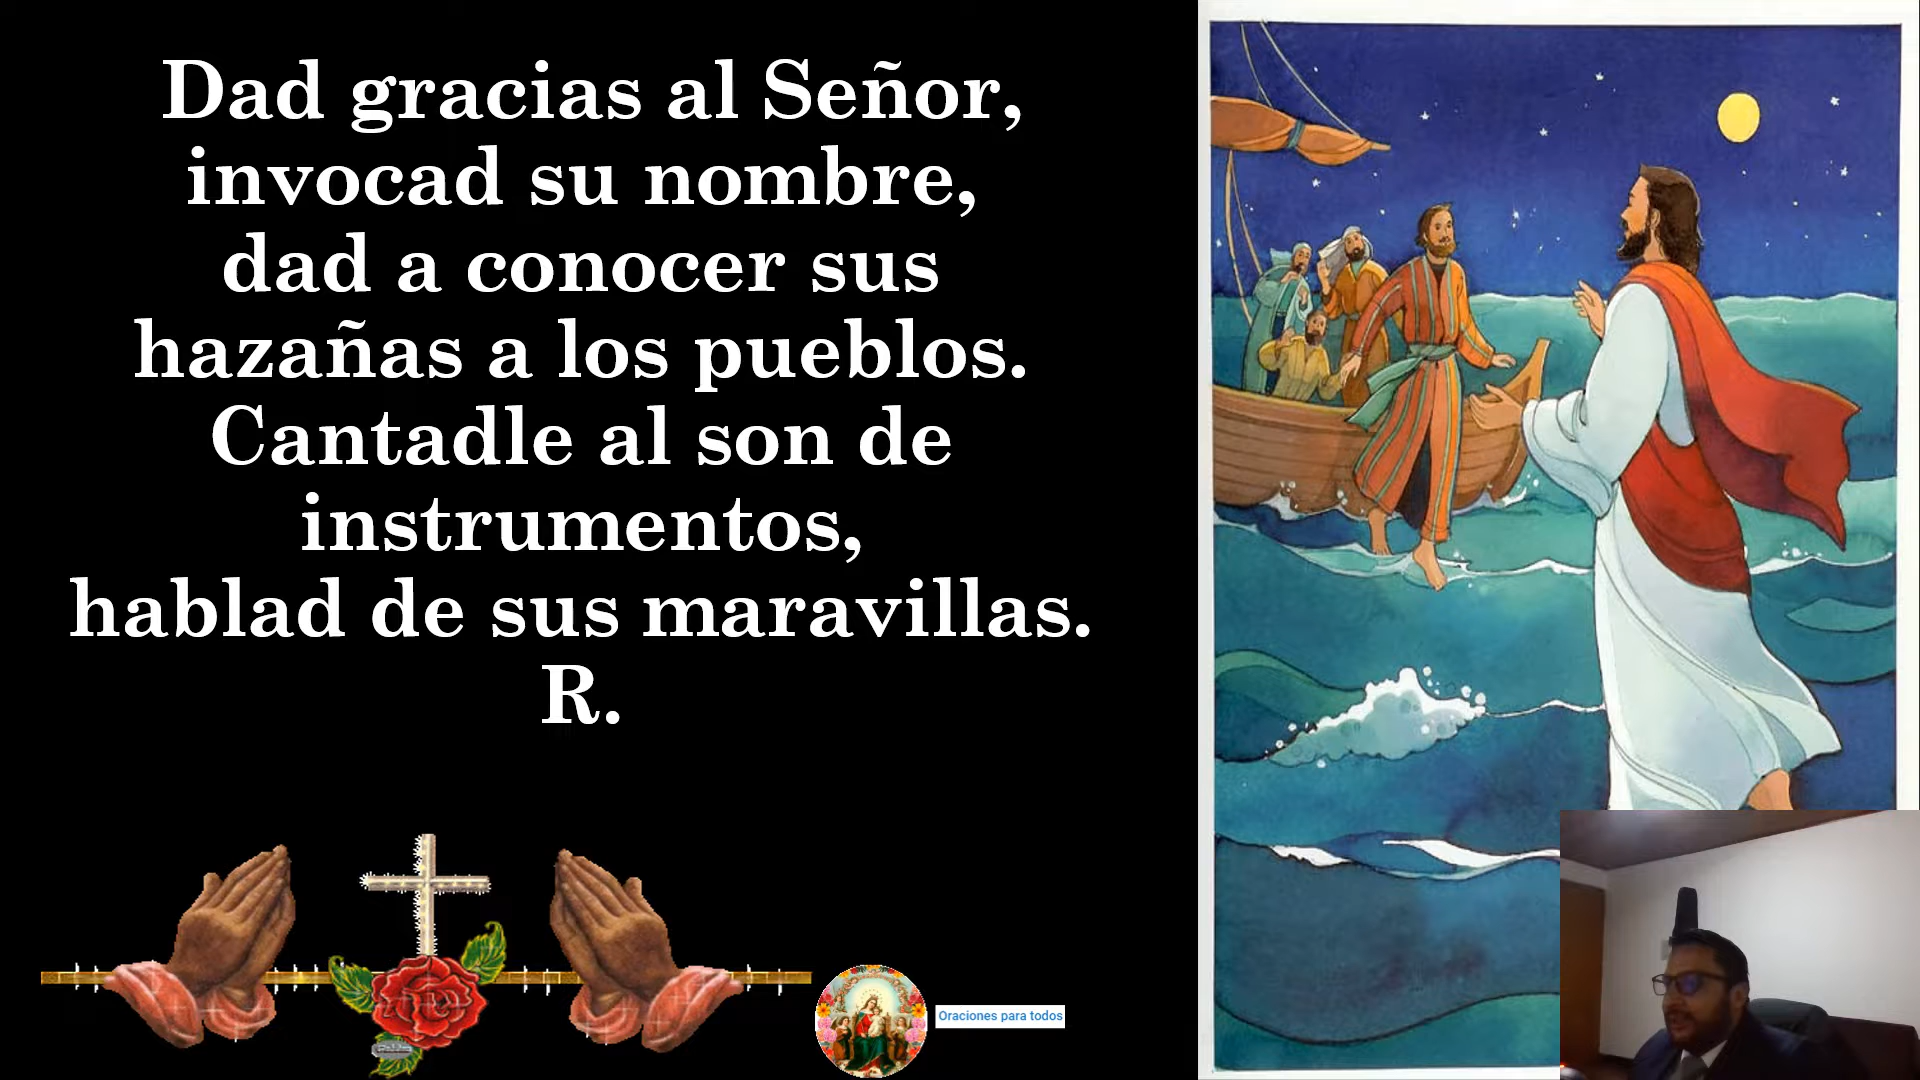 Dad gracias al Señor,
invocad su nombre,
dad a conocer sus
hazañas a los pueblos.
Cantadle al son de
instrumentos,
hablad de sus maravillas.
R.
Oraciones para todos